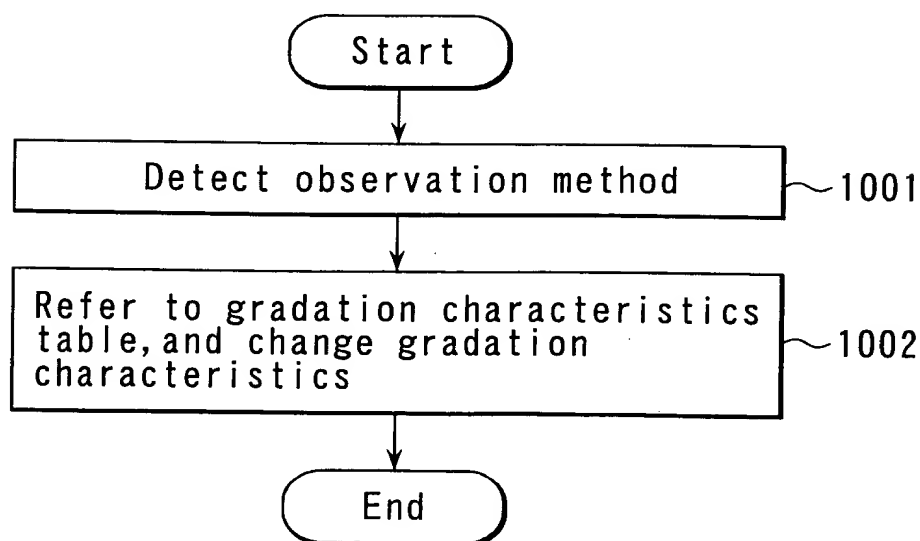 Start
Detect observation method
1001
Refer to gradation characteristics
table, and change gradation
characteristics
1002
End